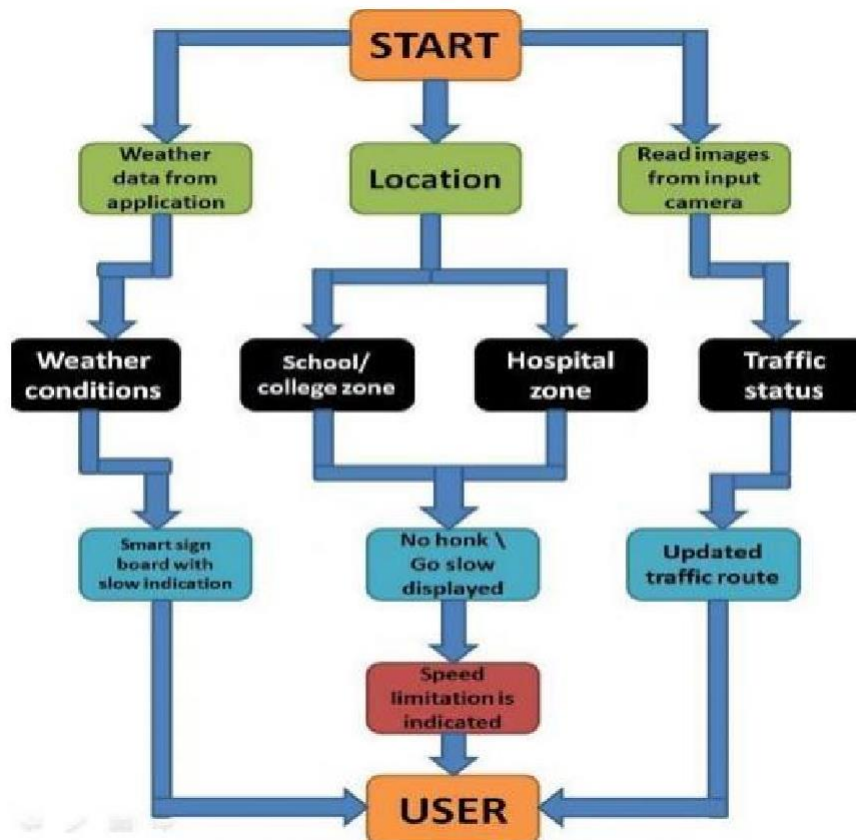 START
Weather
data from
application
Location
Read images
from input
camera
Weather
conditions
School/
college zone
Hospital
zone
Traffic
status
Smart sign
board with
slow indication
No honk \
Go slow
displayed
Updated
traffic route
Speed
limitation is
indicated
USER